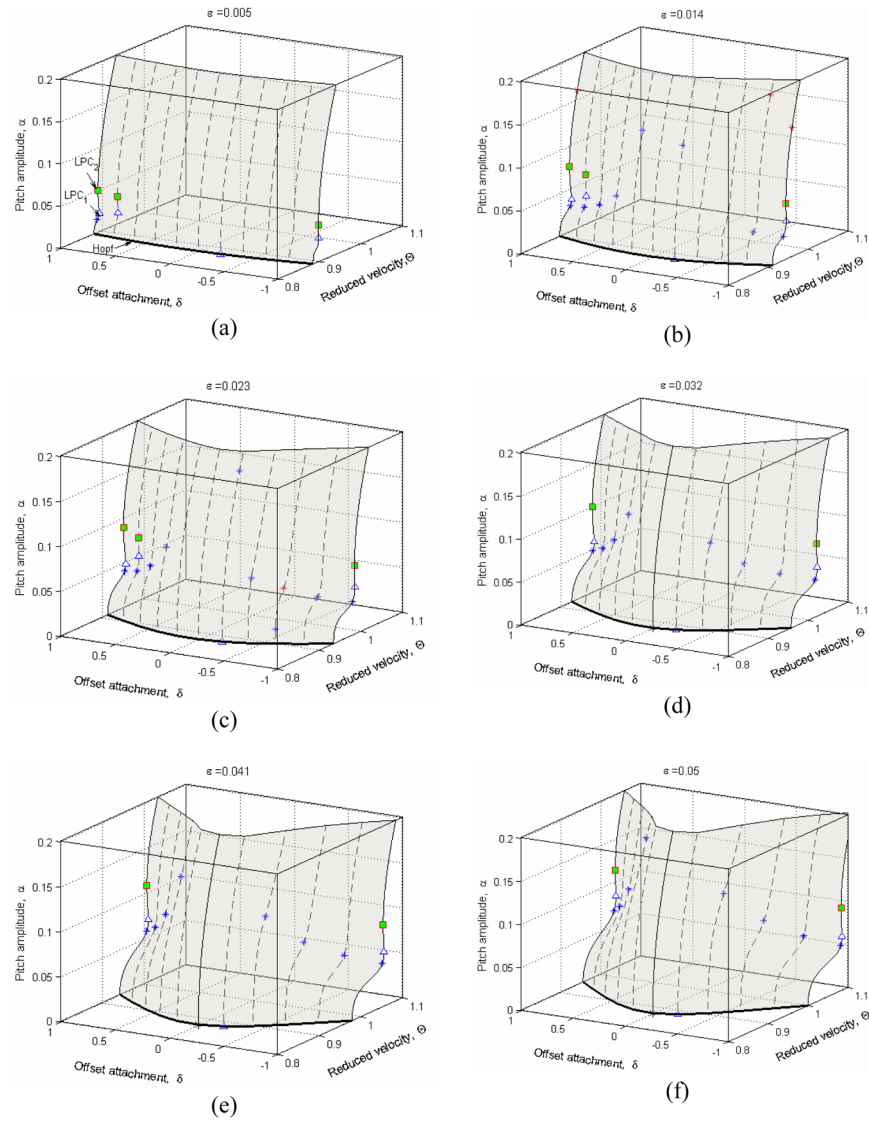 ε =0.005
0.2
0.15
0.1
0.05
0
Pitch amplitude, α
LPC2
LPC1
Hopf
1
0.5
0
-0.5
-1
Offset attachment, δ
0.8
0.9
1
1.1
Reduced velocity,Θ
(a)
ε =0.014
0.2
0.15
0.1
0.05
0
Pitch amplitude, α
1
0.5
0
-0.5
-1
Offset attachment, δ
0.8
0.9
1
1.1
Reduced velocity, Θ
(b)
ε =0.023
0.2
0.15
0.1
0.05
0
Pitch amplitude, α
1
0.5
0
-0.5
-1
Offset attachment, δ
0.8
0.9
1
1.1
Reduced velocity, Θ
(c)
ε =0.032
0.2
0.15
0.1
0.05
0
Pitch amplitude, α
1
0.5
0
-0.5
-1
Offset attachment, δ
0.8
0.9
1
1.1
Reduced velocity, Θ
(d)
ε =0.041
0.2
0.15
0.1
0.05
0
Pitch amplitude, α
1
0.5
0
-0.5
-1
Offset attachment, δ
0.8
0.9
1
1.1
Reduced velocity, Θ
(e)
ε =0.05
0.2
0.15
0.1
0.05
0
Pitch amplitude, α
1
0.5
0
-0.5
-1
Offset attachment, δ
0.8
0.9
1
1.1
Reduced velocity, Θ
(f)